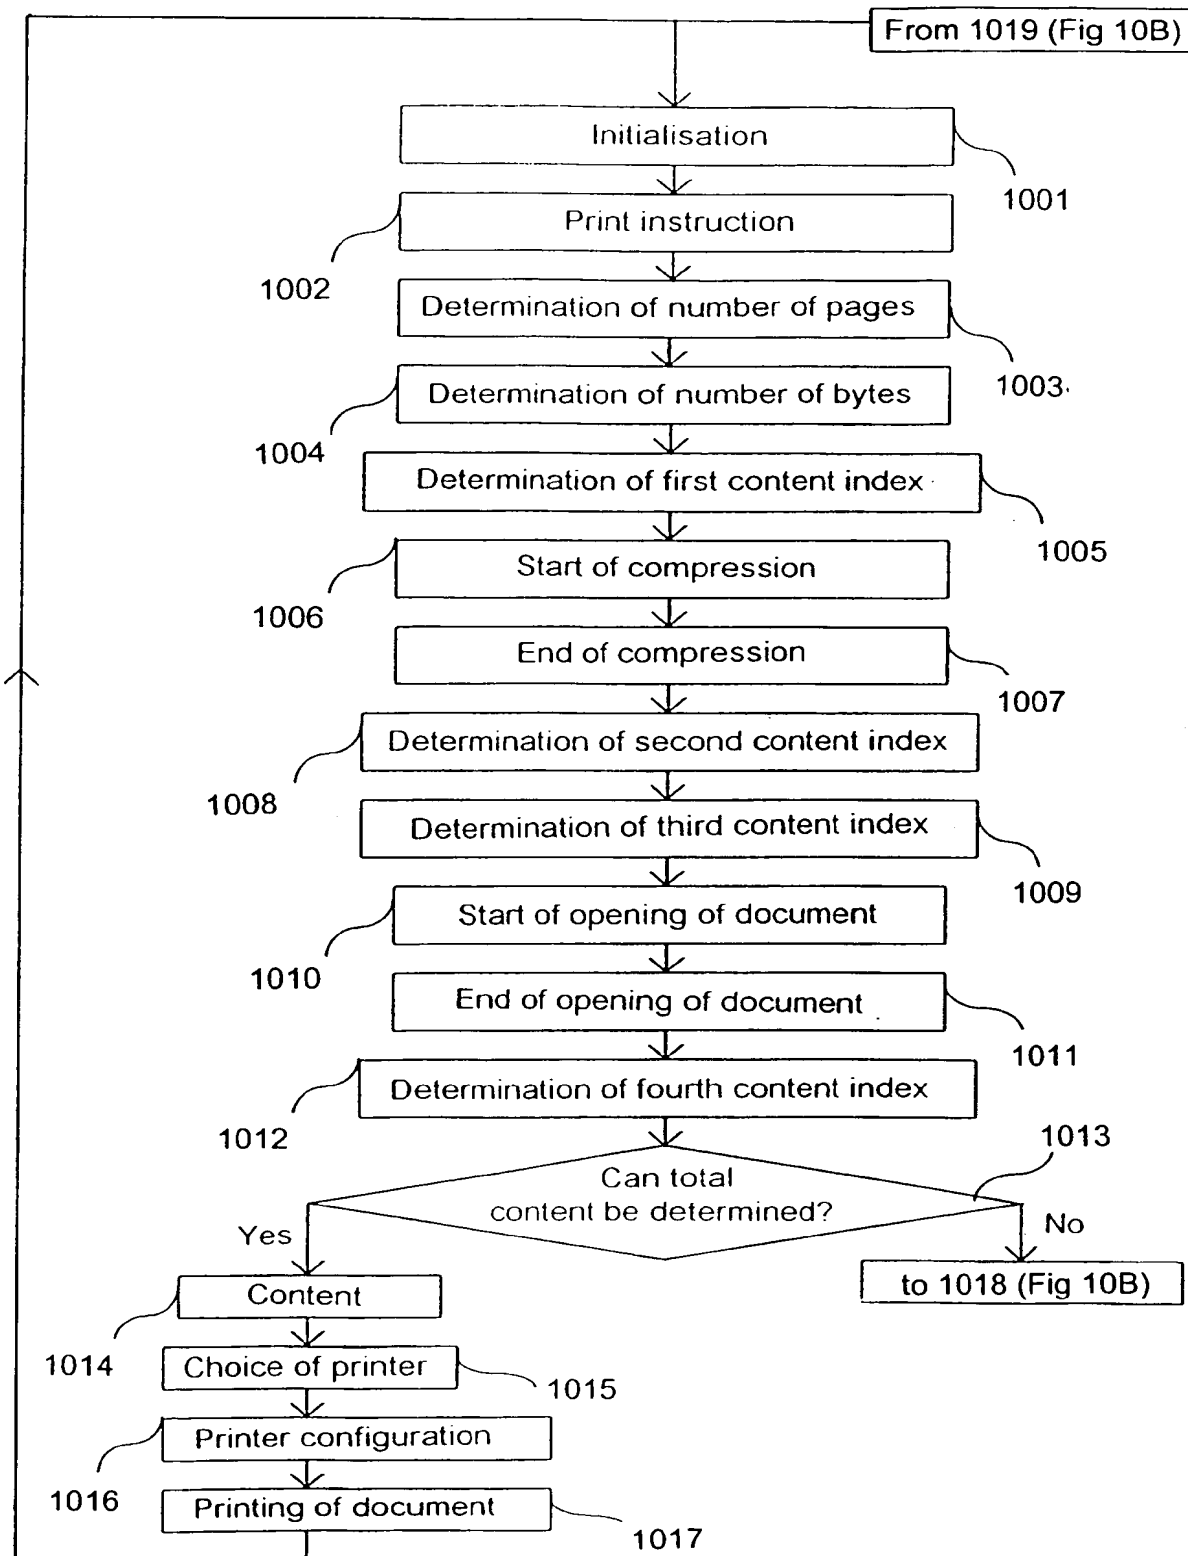 From 1019 (Fig 10B)
Initialisation
1001
Print instruction
1002
Determination of number of pages
1003
Determination of number of bytes
1004
Determination of first content index
1005
Start of compression
1006
End of compression
1007
Determination of second content index
1008
Determination of third content index
1009
Start of opening of document
1010
End of opening of document
1011
Determination of fourth content index
1012
1013
Can total
content be determined?
Yes
No
Content
to 1018 (Fig 10B)
1014
Choice of printer
1015
Printer configuration
1016
Printing of document
1017